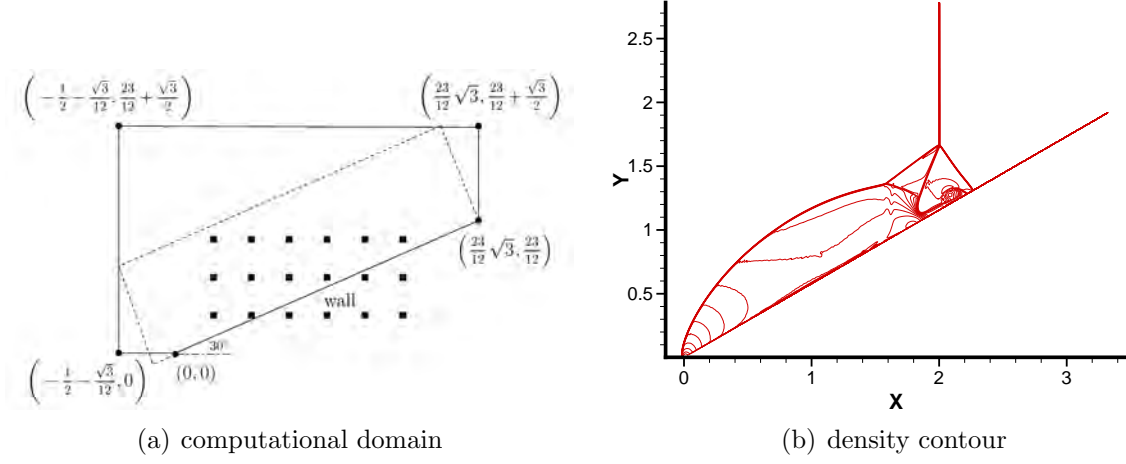 (-1/2 - √3/12, 23/12 + √3/2)
(23/12 √3, 23/12 + √3/2)
(23/12 √3, 23/12)
wall
30°
(0,0)
(-1/2 - √3/12, 0)
(a) computational domain
2.5
2
1.5
1
0.5
Y
0
1
2
3
X
(b) density contour